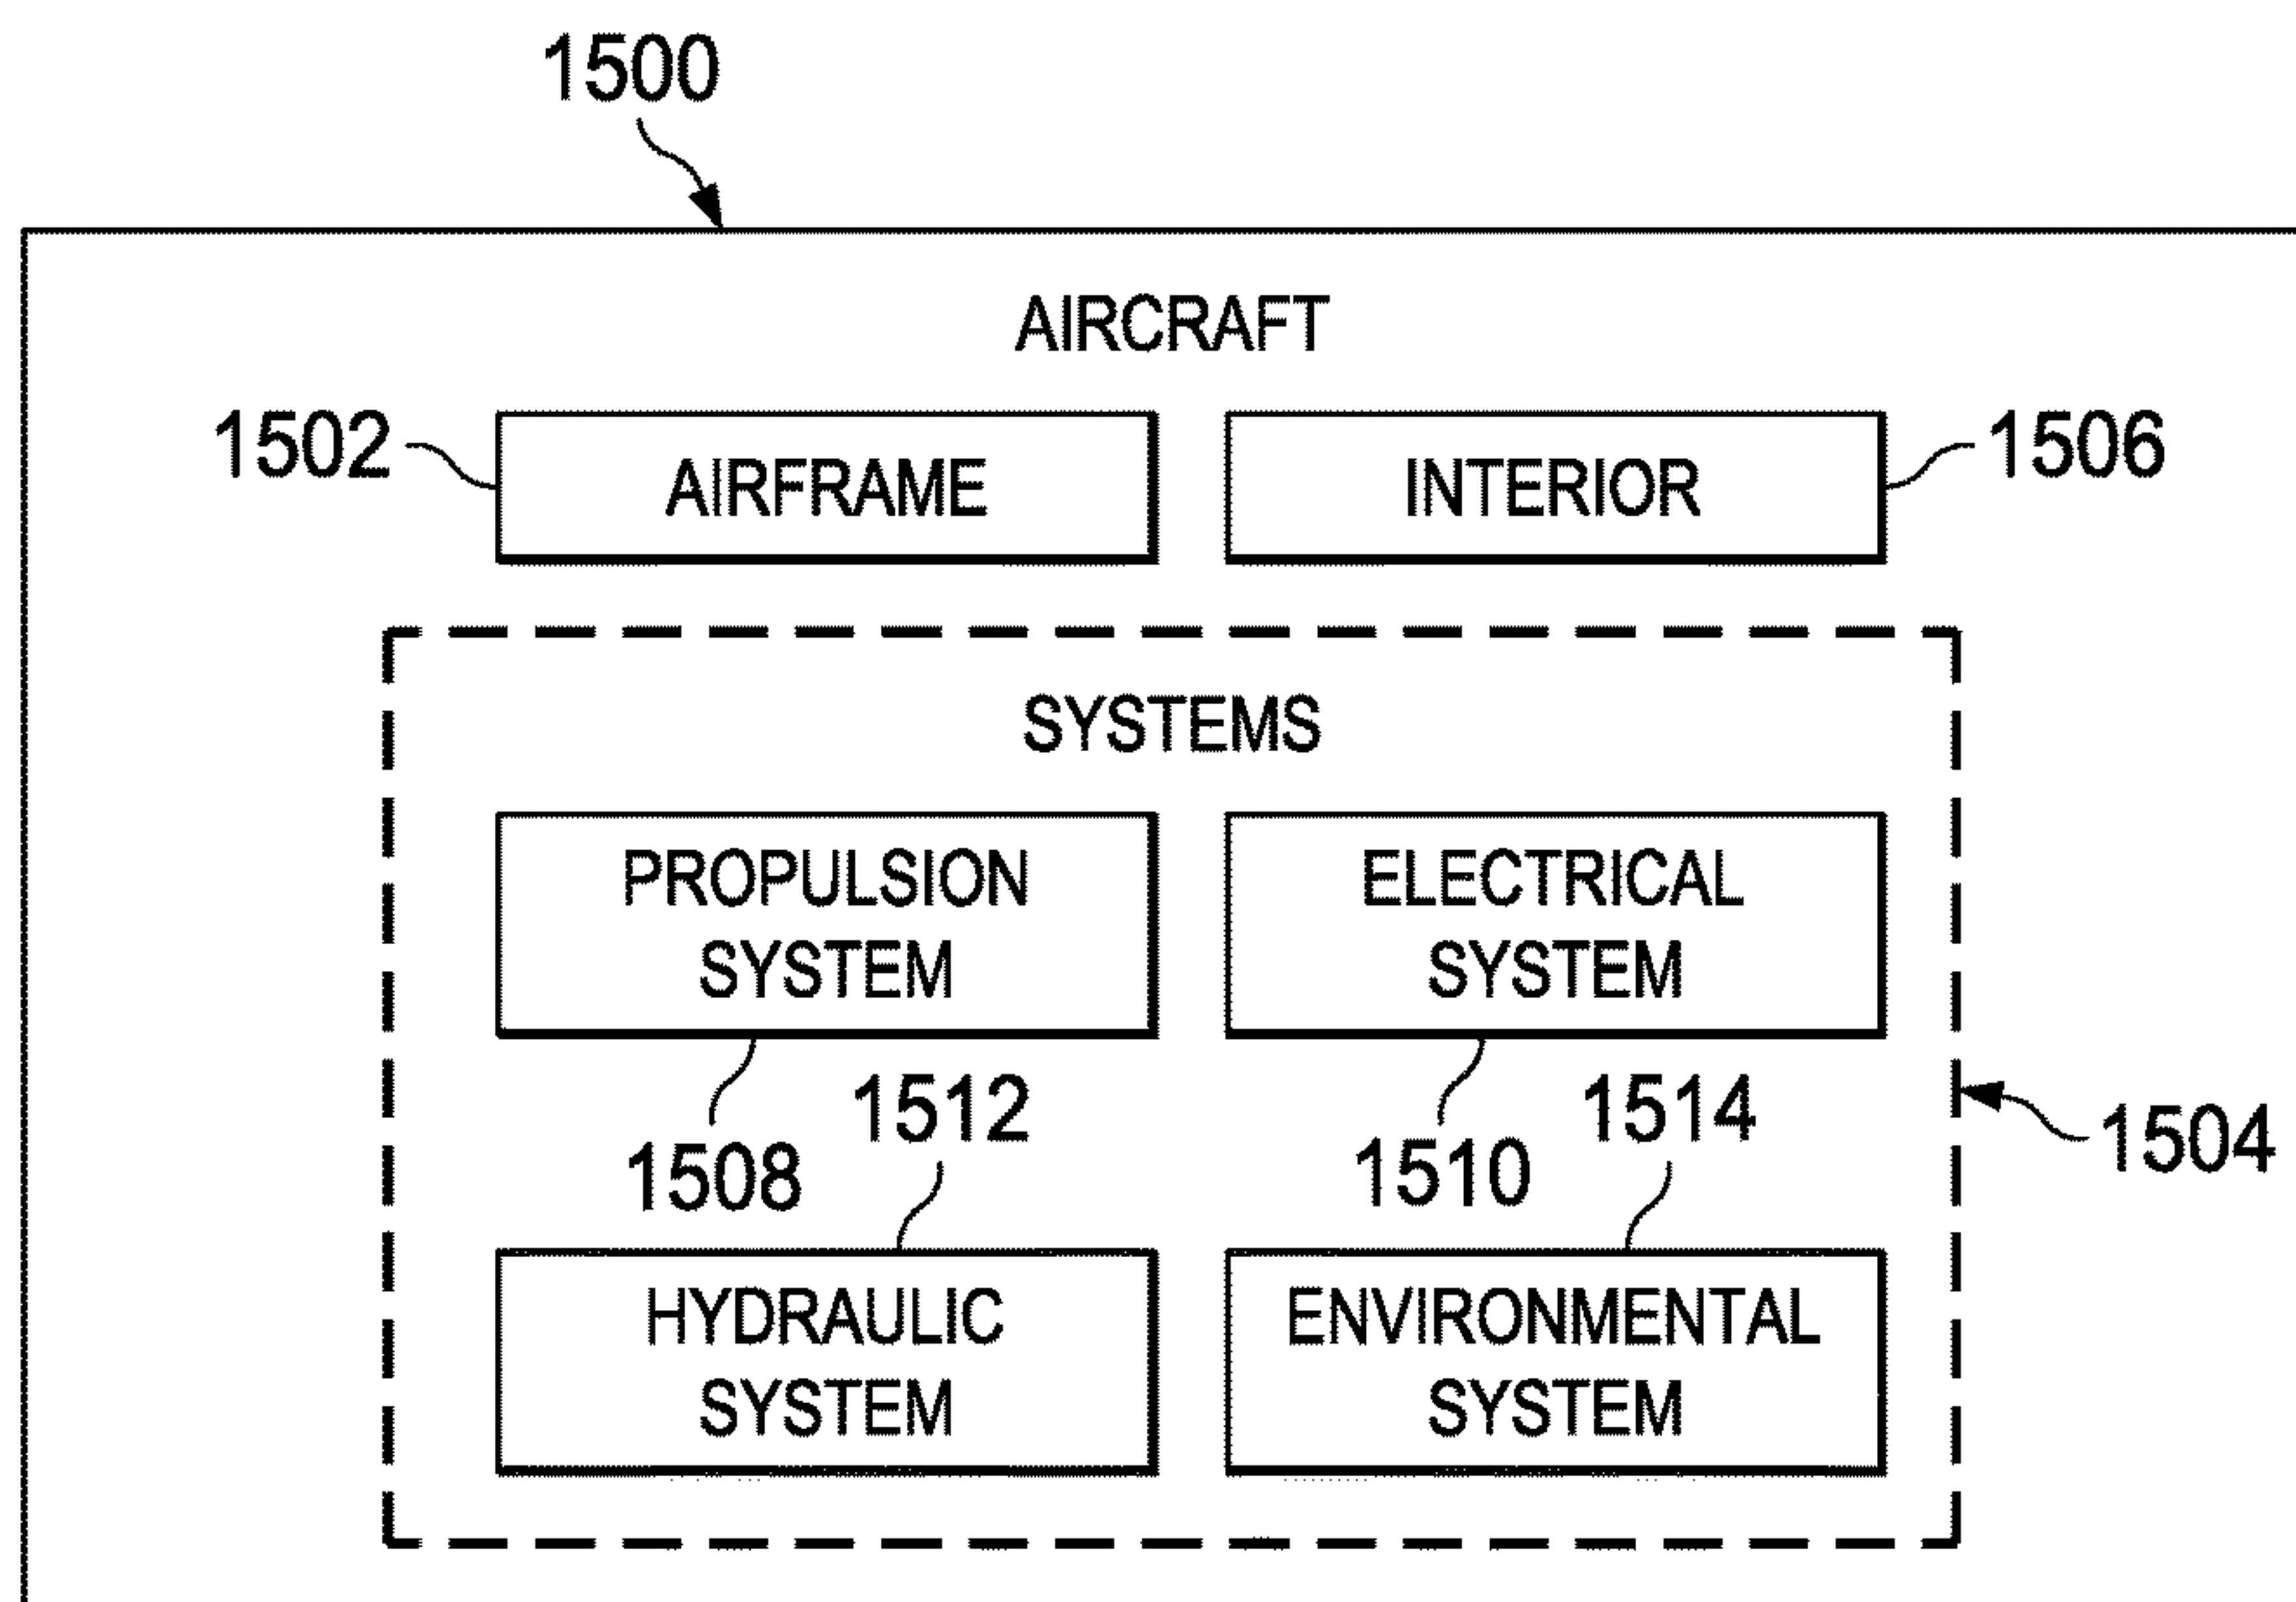 1500
AIRCRAFT
1502
AIRFRAME
INTERIOR
1506
SYSTEMS
PROPULSION
SYSTEM
ELECTRICAL
SYSTEM
1508
1512
1510
1514
1504
HYDRAULIC
SYSTEM
ENVIRONMENTAL
SYSTEM